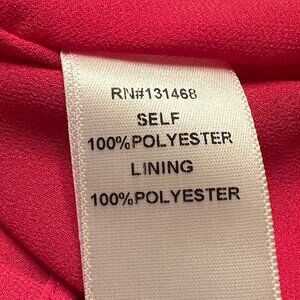 RN#131468
SELF
100%POLYESTER
LINING
100%POLYESTER